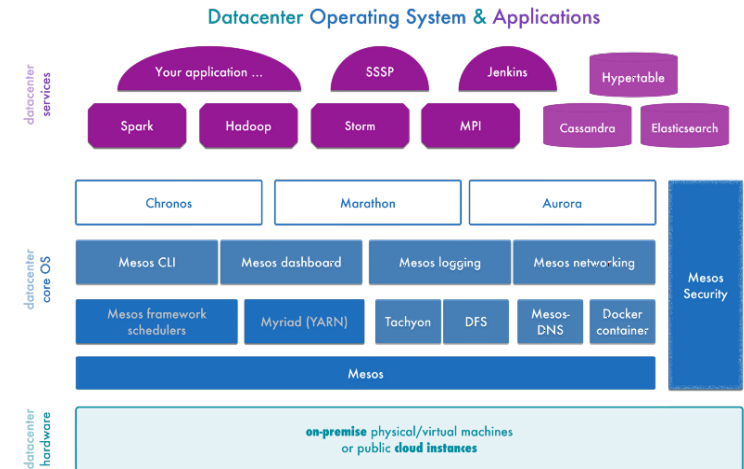 Datacenter Operating System & Applications
datacenter
services
Your application ...
SSSP
Jenkins
Hypertable
Spark
Hadoop
Storm
MPI
Cassandra
Elasticsearch
datacenter
core OS
Chronos
Marathon
Aurora
Mesos CLI
Mesos dashboard
Mesos logging
Mesos networking
Mesos
Security
Mesos framework
schedulers
Myriad (YARN)
Tachyon
DFS
Mesos-
DNS
Docker
container
Mesos
datacenter
hardware
on-premise physical/virtual machines
or public cloud instances